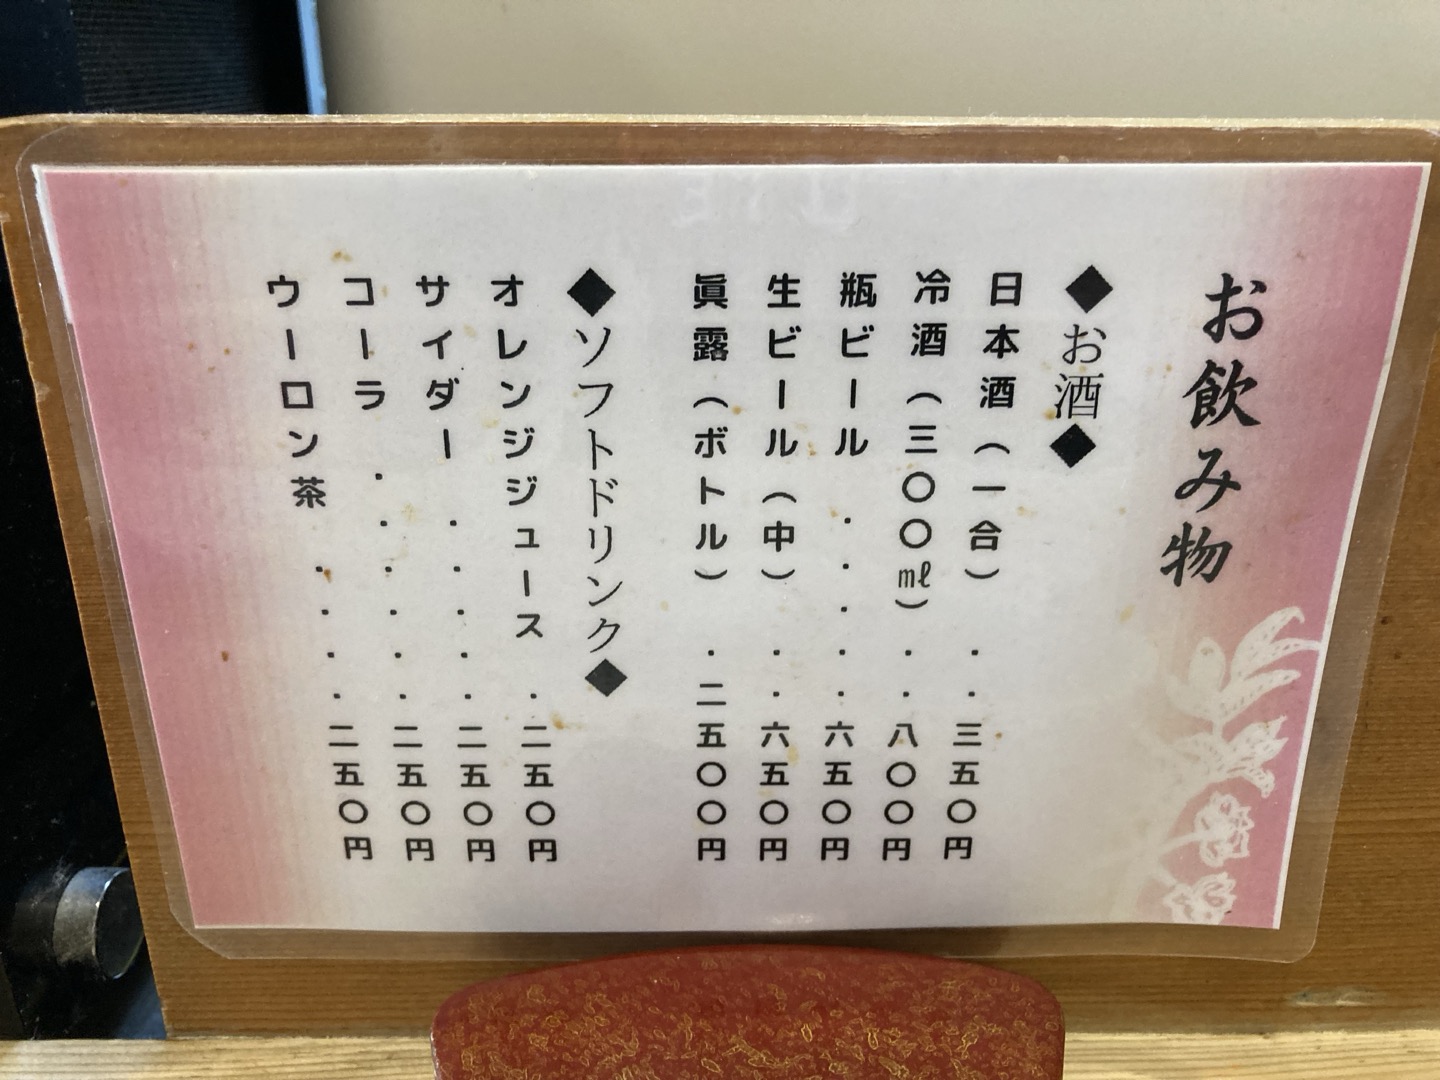 お飲み物
◆お酒◆
日本酒（一合）・・三五〇円
冷酒（三〇〇㎖）・・八〇〇円
瓶ビール・・・・・六五〇円
生ビール（中）・・六五〇円
眞露（ボトル）・二五〇〇円
◆ソフトドリンク◆
オレンジジュース・二五〇円
サイダー・・・・・二五〇円
コーラ・・・・・・二五〇円
ウーロン茶・・・・二五〇円